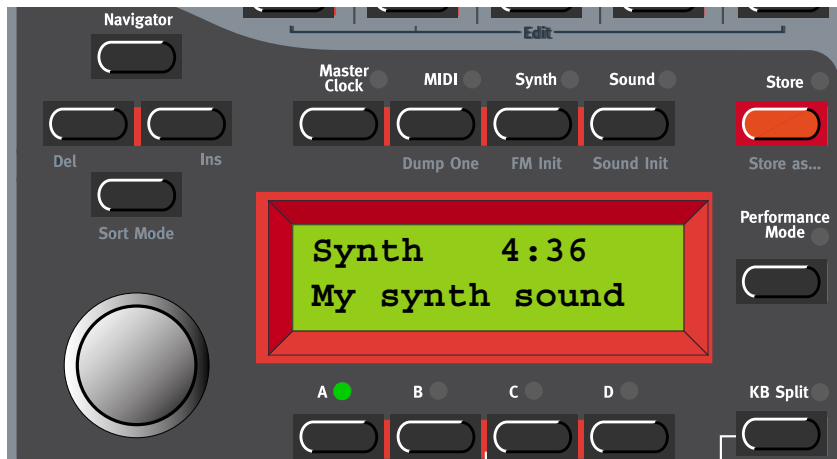 Navigator
Edit
Master Clock
MIDI
Synth
Sound
Store
Del
Ins
Dump One
FM Init
Sound Init
Store as...
Sort Mode
Performance Mode
Synth 4:36
My synth sound
A
B
C
D
KB Split